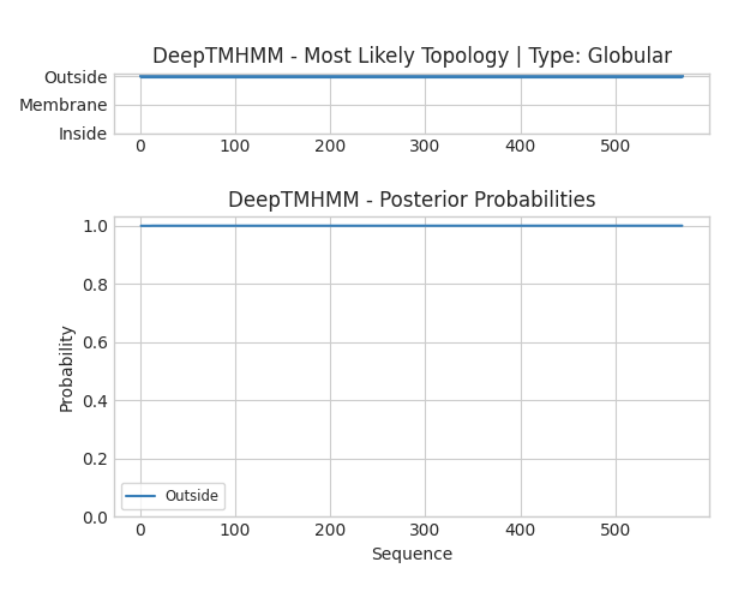 DeepTMHMM - Most Likely Topology | Type: Globular
Outside
Membrane
Inside
0 100 200 300 400 500
DeepTMHMM - Posterior Probabilities
1.0
0.8
0.6
0.4
0.2
0.0
Probability
Outside
0 100 200 300 400 500
Sequence